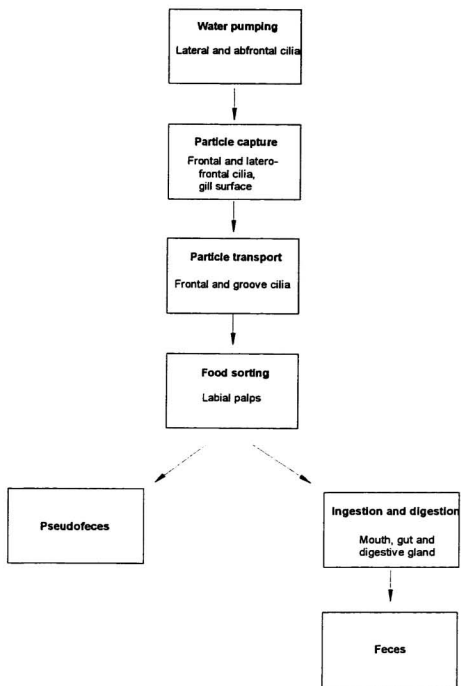 Water pumping
Lateral and abfrontal cilia
Particle capture
Frontal and latero-
frontal cilia,
gill surface
Particle transport
Frontal and groove cilia
Food sorting
Labial palps
Pseudofeces
Ingestion and digestion
Mouth, gut and
digestive gland
Feces